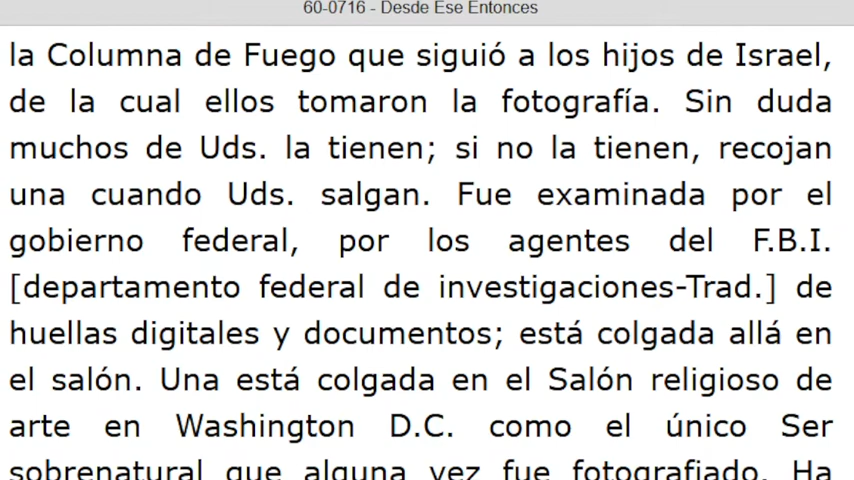 60-0716 - Desde Ese Entonces
la Columna de Fuego que siguió a los hijos de Israel,
de la cual ellos tomaron la fotografía. Sin duda
muchos de Uds. la tienen; si no la tienen, recojan
una cuando Uds. salgan. Fue examinada por el
gobierno federal, por los agentes del F.B.I.
[departamento federal de investigaciones-Trad.] de
huellas digitales y documentos; está colgada allá en
el salón. Una está colgada en el Salón religioso de
arte en Washington D.C. como el único Ser
sobrenatural que alguna vez fue fotografiado. Ha